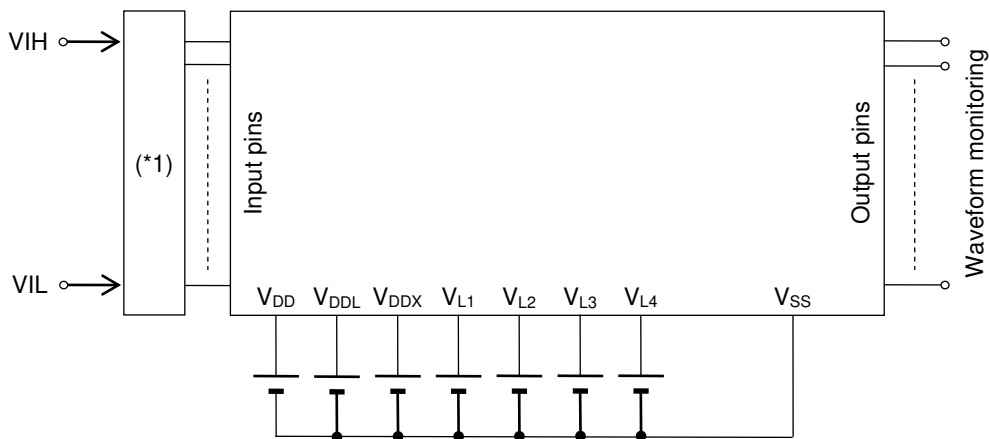 VIH
(*1)
VIL
Input pins
Output pins
Waveform monitoring
VDD VDDL VDDX VL1 VL2 VL3 VL4 VSS